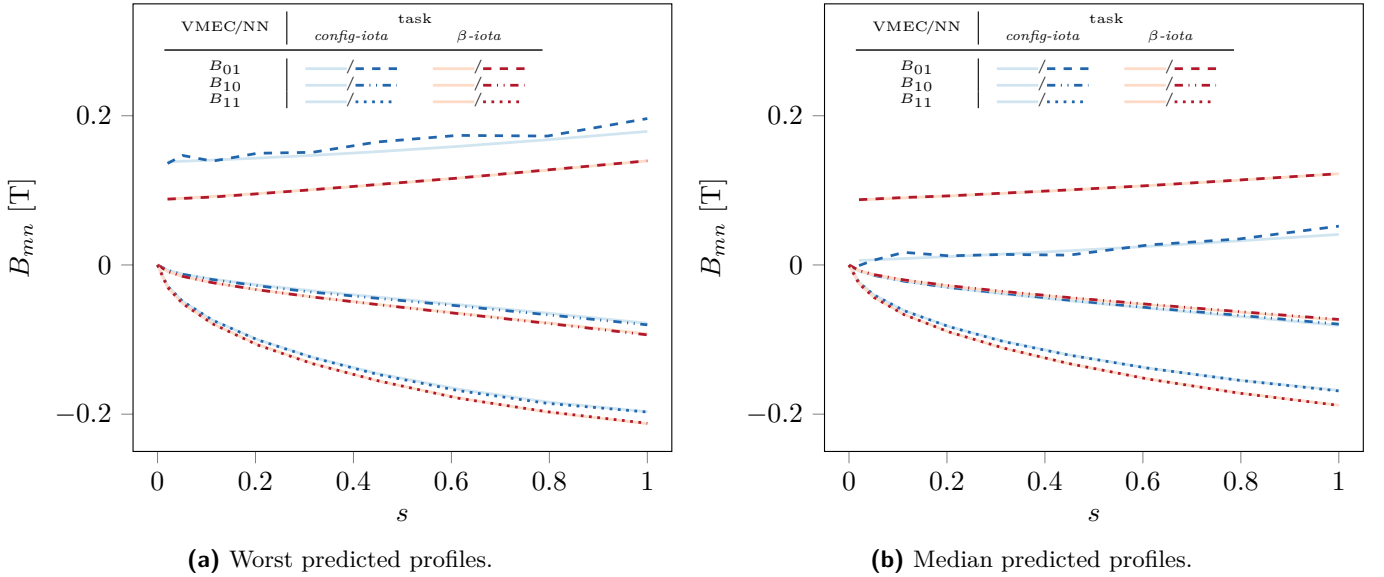 VMEC/NN task
config-iota β-iota
B01 /
B10 /
B11 /
0.2
0
−0.2
Bmn [T]
0 0.2 0.4 0.6 0.8 1
s
(a) Worst predicted profiles.
VMEC/NN task
config-iota β-iota
B01 /
B10 /
B11 /
0.2
0
−0.2
Bmn [T]
0 0.2 0.4 0.6 0.8 1
s
(b) Median predicted profiles.